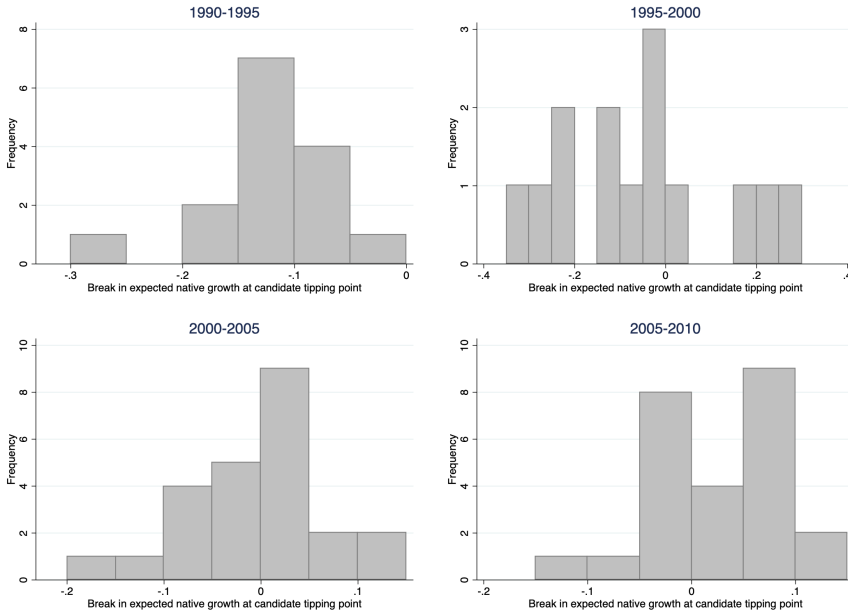 1990-1995
Frequency
8
6
4
2
0
-.3 -.2 -.1 0
Break in expected native growth at candidate tipping point
1995-2000
Frequency
3
2
1
0
-.4 -.2 0 .2 .4
Break in expected native growth at candidate tipping point
2000-2005
Frequency
10
8
6
4
2
0
-.2 -.1 0 .1
Break in expected native growth at candidate tipping point
2005-2010
Frequency
10
8
6
4
2
0
-.2 -.1 0 .1
Break in expected native growth at candidate tipping point